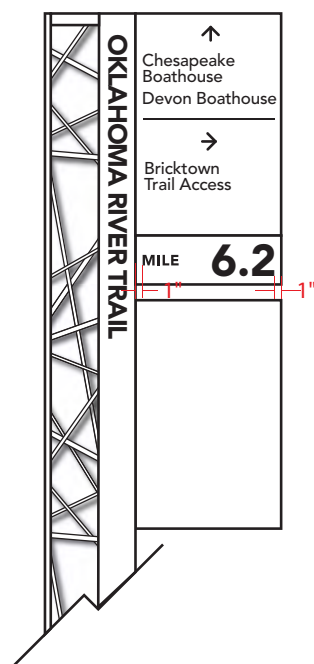 OKLAHOMA RIVER TRAIL
↑
Chesapeake
Boathouse
Devon Boathouse
→
Bricktown
Trail Access
MILE 6.2
1" 1"